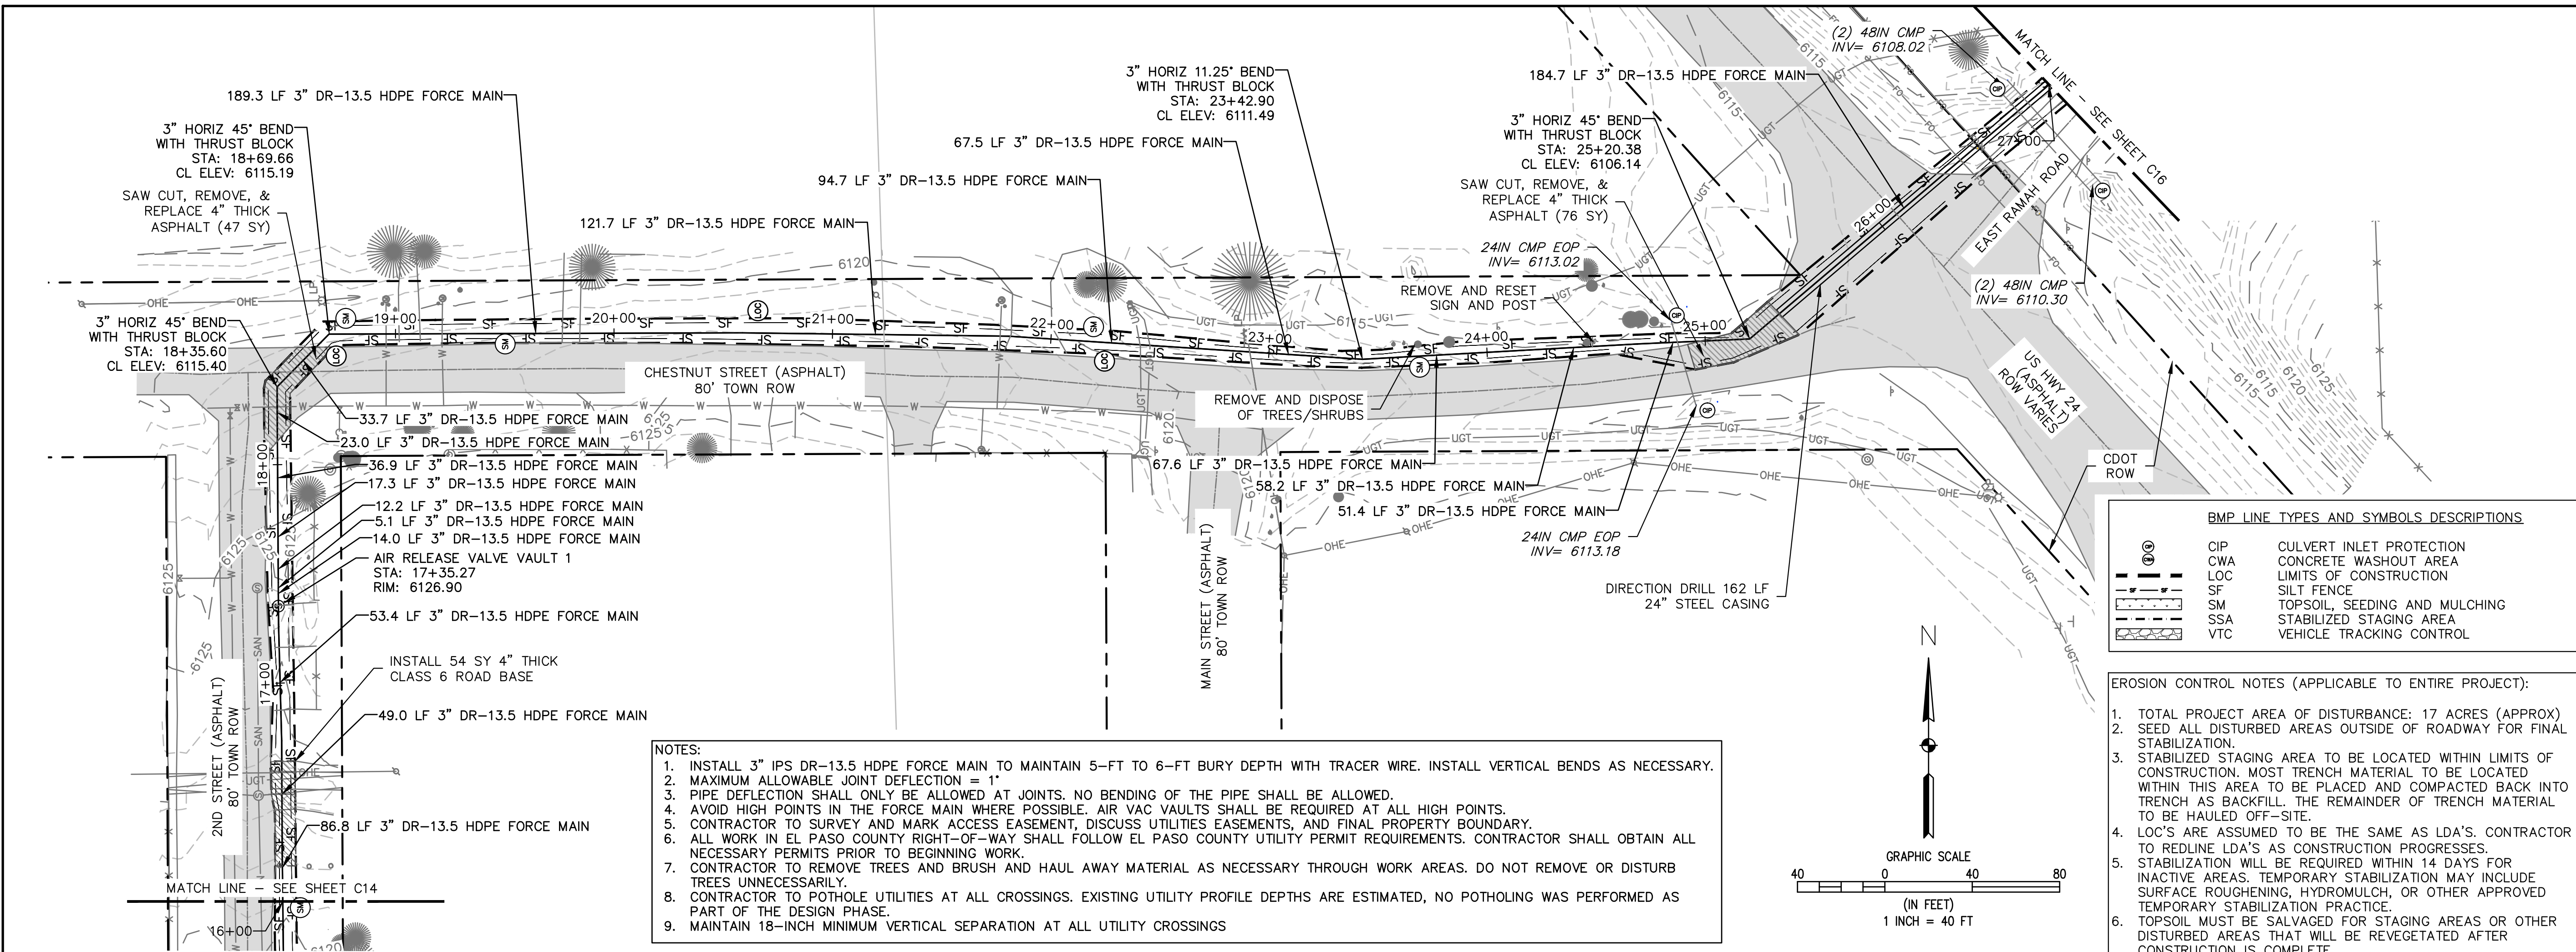 189.3 LF 3" DR-13.5 HDPE FORCE MAIN
3" HORIZ 45° BEND
WITH THRUST BLOCK
STA: 18+69.66
CL ELEV: 6115.19
SAW CUT, REMOVE, &
REPLACE 4" THICK
ASPHALT (47 SY)
3" HORIZ 45° BEND
WITH THRUST BLOCK
STA: 18+35.60
CL ELEV: 6115.40
121.7 LF 3" DR-13.5 HDPE FORCE MAIN
94.7 LF 3" DR-13.5 HDPE FORCE MAIN
67.5 LF 3" DR-13.5 HDPE FORCE MAIN
3" HORIZ 11.25° BEND
WITH THRUST BLOCK
STA: 23+42.90
CL ELEV: 6111.49
184.7 LF 3" DR-13.5 HDPE FORCE MAIN
3" HORIZ 45° BEND
WITH THRUST BLOCK
STA: 25+20.38
CL ELEV: 6106.14
SAW CUT, REMOVE, &
REPLACE 4" THICK
ASPHALT (76 SY)
24IN CMP EOP
INV= 6113.02
REMOVE AND RESET
SIGN AND POST
(2) 48IN CMP
INV= 6108.02
MATCH LINE - SEE SHEET C16
EAST RAMAH ROAD
(2) 48IN CMP
INV= 6110.30
US HWY 24
(ASPHALT)
ROW VARIES
CDOT
ROW
19+00
20+00
21+00
22+00
23+00
24+00
25+00
26+00
27+00
CHESTNUT STREET (ASPHALT)
80' TOWN ROW
REMOVE AND DISPOSE
OF TREES/SHRUBS
33.7 LF 3" DR-13.5 HDPE FORCE MAIN
23.0 LF 3" DR-13.5 HDPE FORCE MAIN
36.9 LF 3" DR-13.5 HDPE FORCE MAIN
17.3 LF 3" DR-13.5 HDPE FORCE MAIN
12.2 LF 3" DR-13.5 HDPE FORCE MAIN
5.1 LF 3" DR-13.5 HDPE FORCE MAIN
14.0 LF 3" DR-13.5 HDPE FORCE MAIN
AIR RELEASE VALVE VAULT 1
STA: 17+35.27
RIM: 6126.90
53.4 LF 3" DR-13.5 HDPE FORCE MAIN
INSTALL 54 SY 4" THICK
CLASS 6 ROAD BASE
49.0 LF 3" DR-13.5 HDPE FORCE MAIN
86.8 LF 3" DR-13.5 HDPE FORCE MAIN
MATCH LINE - SEE SHEET C14
16+00
17+00
18+00
2ND STREET (ASPHALT)
80' TOWN ROW
67.6 LF 3" DR-13.5 HDPE FORCE MAIN
58.2 LF 3" DR-13.5 HDPE FORCE MAIN
51.4 LF 3" DR-13.5 HDPE FORCE MAIN
24IN CMP EOP
INV= 6113.18
MAIN STREET (ASPHALT)
80' TOWN ROW
DIRECTION DRILL 162 LF
24" STEEL CASING
NOTES:
1. INSTALL 3" IPS DR-13.5 HDPE FORCE MAIN TO MAINTAIN 5-FT TO 6-FT BURY DEPTH WITH TRACER WIRE. INSTALL VERTICAL BENDS AS NECESSARY.
2. MAXIMUM ALLOWABLE JOINT DEFLECTION = 1°
3. PIPE DEFLECTION SHALL ONLY BE ALLOWED AT JOINTS. NO BENDING OF THE PIPE SHALL BE ALLOWED.
4. AVOID HIGH POINTS IN THE FORCE MAIN WHERE POSSIBLE. AIR VAC VAULTS SHALL BE REQUIRED AT ALL HIGH POINTS.
5. CONTRACTOR TO SURVEY AND MARK ACCESS EASEMENT, DISCUSS UTILITIES EASEMENTS, AND FINAL PROPERTY BOUNDARY.
6. ALL WORK IN EL PASO COUNTY RIGHT-OF-WAY SHALL FOLLOW EL PASO COUNTY UTILITY PERMIT REQUIREMENTS. CONTRACTOR SHALL OBTAIN ALL
NECESSARY PERMITS PRIOR TO BEGINNING WORK.
7. CONTRACTOR TO REMOVE TREES AND BRUSH AND HAUL AWAY MATERIAL AS NECESSARY THROUGH WORK AREAS. DO NOT REMOVE OR DISTURB
TREES UNNECESSARILY.
8. CONTRACTOR TO POTHOLE UTILITIES AT ALL CROSSINGS. EXISTING UTILITY PROFILE DEPTHS ARE ESTIMATED, NO POTHOLING WAS PERFORMED AS
PART OF THE DESIGN PHASE.
9. MAINTAIN 18-INCH MINIMUM VERTICAL SEPARATION AT ALL UTILITY CROSSINGS
N
GRAPHIC SCALE
40 0 40 80
(IN FEET)
1 INCH = 40 FT
BMP LINE TYPES AND SYMBOLS DESCRIPTIONS
CIP CIP CULVERT INLET PROTECTION
CWA CWA CONCRETE WASHOUT AREA
LOC LIMITS OF CONSTRUCTION
SF SF SF SILT FENCE
SM TOPSOIL, SEEDING AND MULCHING
SSA STABILIZED STAGING AREA
VTC VEHICLE TRACKING CONTROL
EROSION CONTROL NOTES (APPLICABLE TO ENTIRE PROJECT):
1. TOTAL PROJECT AREA OF DISTURBANCE: 17 ACRES (APPROX)
2. SEED ALL DISTURBED AREAS OUTSIDE OF ROADWAY FOR FINAL
STABILIZATION.
3. STABILIZED STAGING AREA TO BE LOCATED WITHIN LIMITS OF
CONSTRUCTION. MOST TRENCH MATERIAL TO BE LOCATED
WITHIN THIS AREA TO BE PLACED AND COMPACTED BACK INTO
TRENCH AS BACKFILL. THE REMAINDER OF TRENCH MATERIAL
TO BE HAULED OFF-SITE.
4. LOC'S ARE ASSUMED TO BE THE SAME AS LDA'S. CONTRACTOR
TO REDLINE LDA'S AS CONSTRUCTION PROGRESSES.
5. STABILIZATION WILL BE REQUIRED WITHIN 14 DAYS FOR
INACTIVE AREAS. TEMPORARY STABILIZATION MAY INCLUDE
SURFACE ROUGHENING, HYDROMULCH, OR OTHER APPROVED
TEMPORARY STABILIZATION PRACTICE.
6. TOPSOIL MUST BE SALVAGED FOR STAGING AREAS OR OTHER
DISTURBED AREAS THAT WILL BE REVEGETATED AFTER
CONSTRUCTION IS COMPLETE